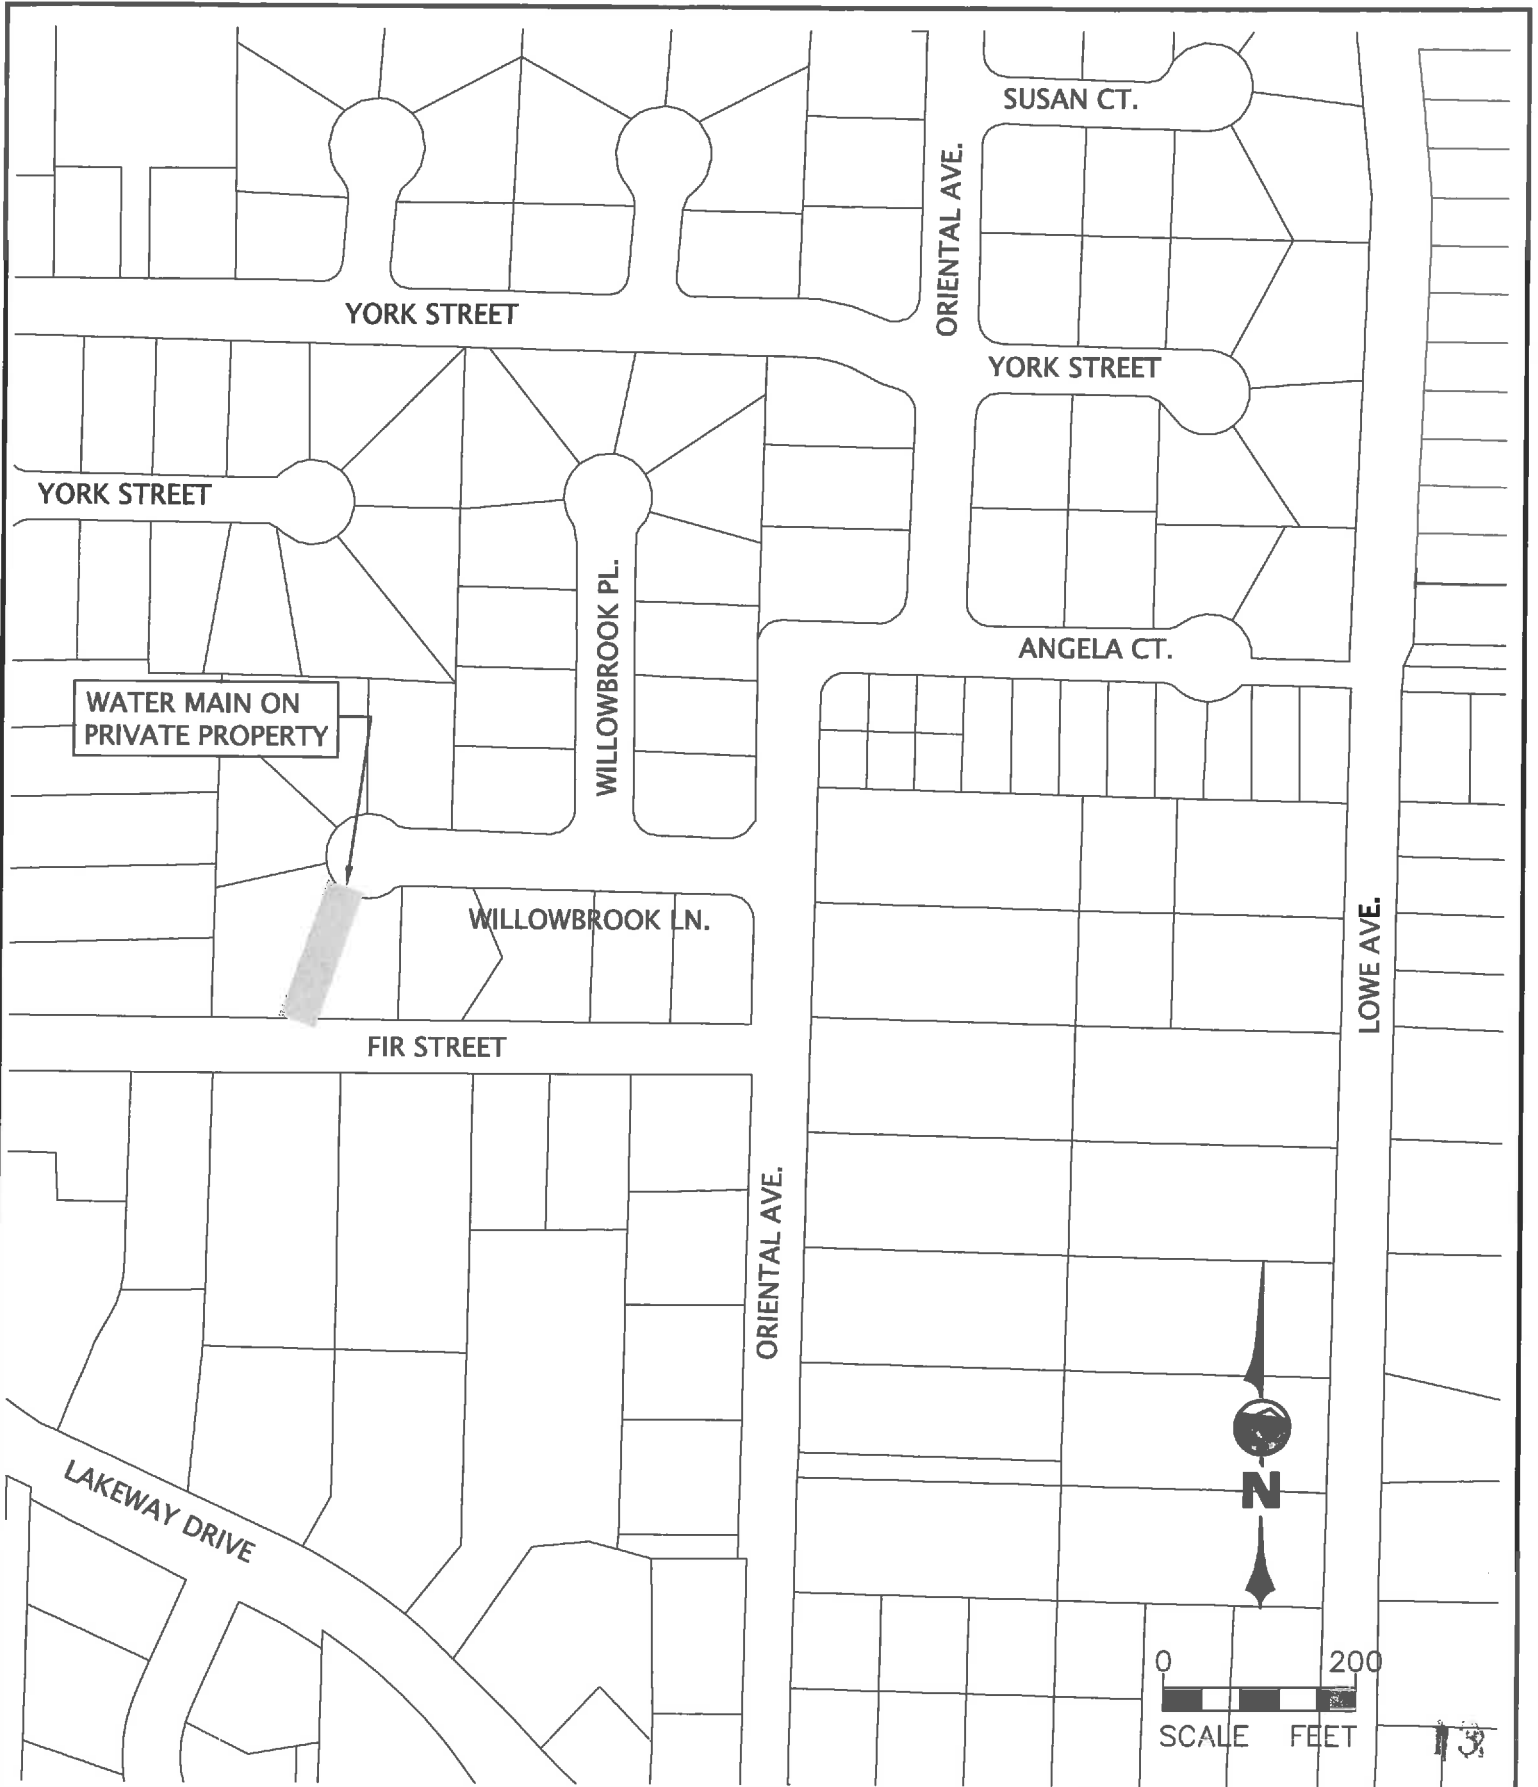 SUSAN CT.
ORIENTAL AVE.
YORK STREET
YORK STREET
YORK STREET
WILLOWBROOK PL.
ANGELA CT.
WATER MAIN ON
PRIVATE PROPERTY
WILLOWBROOK LN.
LOWE AVE.
FIR STREET
ORIENTAL AVE.
LAKEWAY DRIVE
N
0 200
SCALE FEET